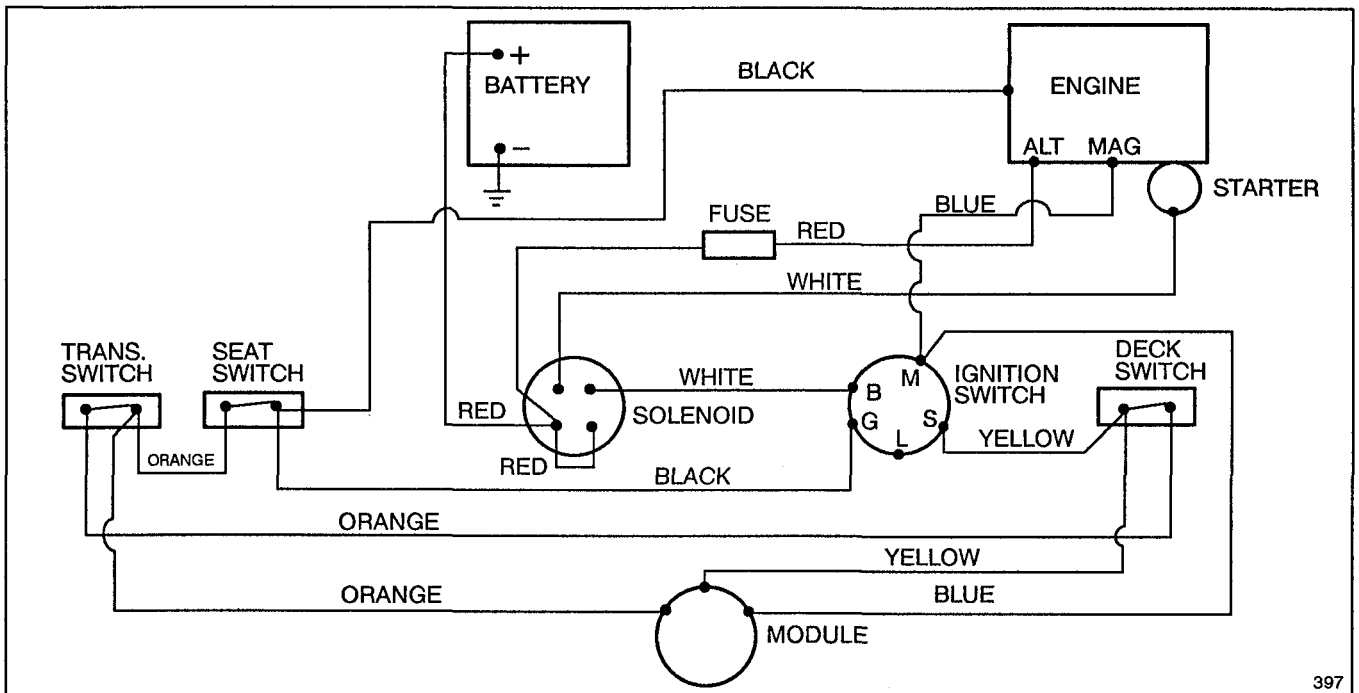 +
BATTERY
-
BLACK
ENGINE
ALT MAG
STARTER
BLUE
FUSE
RED
WHITE
TRANS.
SWITCH
SEAT
SWITCH
DECK
SWITCH
WHITE
B
M
IGNITION
SWITCH
RED
SOLENOID
G
S
L
YELLOW
ORANGE
RED
BLACK
ORANGE
YELLOW
ORANGE
BLUE
MODULE
397